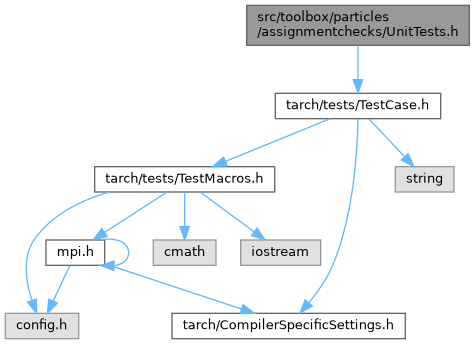 src/toolbox/particles
/assignmentchecks/UnitTests.h
tarch/tests/TestCase.h
tarch/tests/TestMacros.h
string
mpi.h
cmath
iostream
config.h
tarch/CompilerSpecificSettings.h